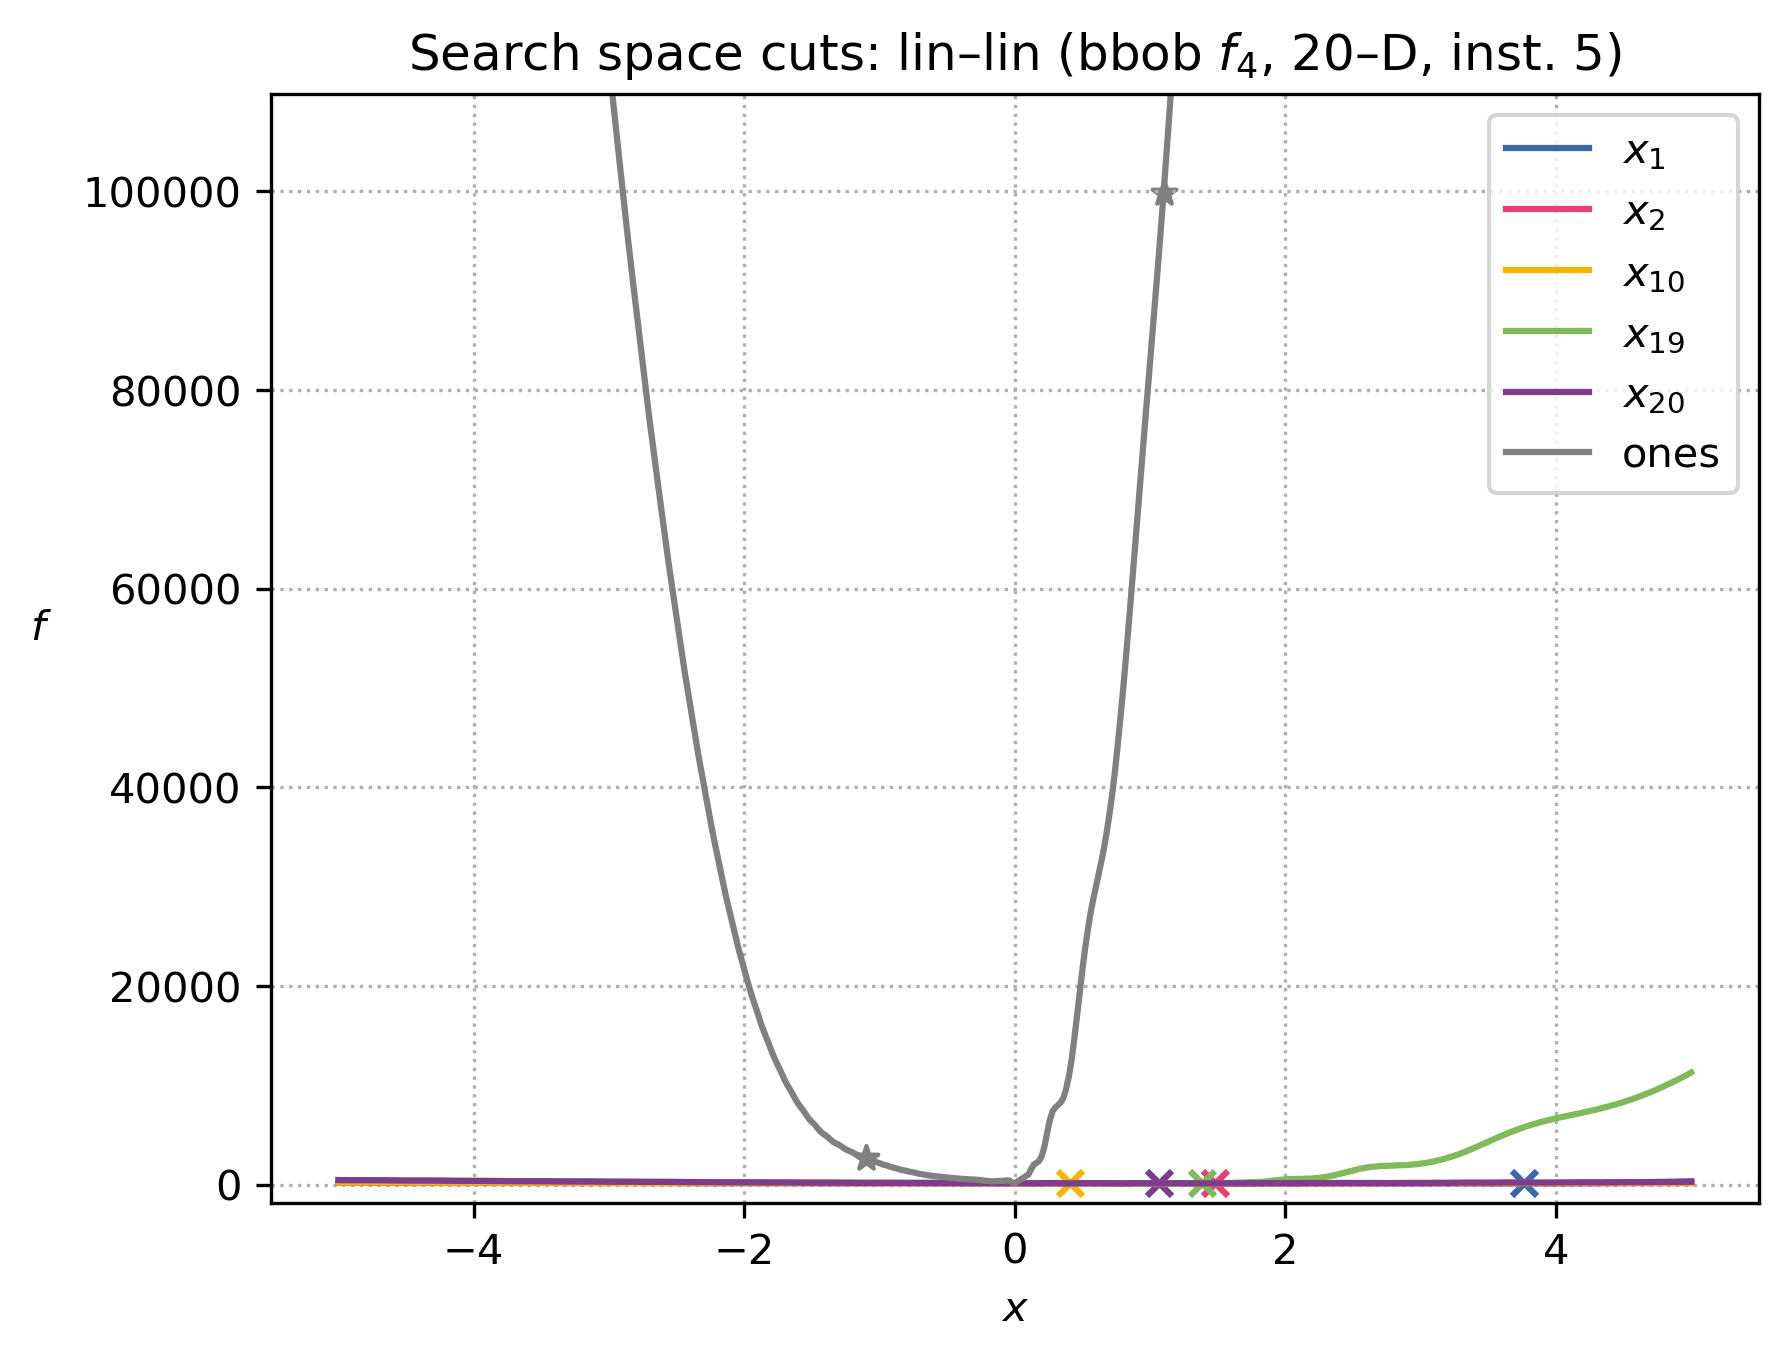 Search space cuts: lin–lin (bbob f4, 20–D, inst. 5)
100000
80000
60000
40000
20000
0
f
−4
−2
0
2
4
x
x1
x2
x10
x19
x20
ones